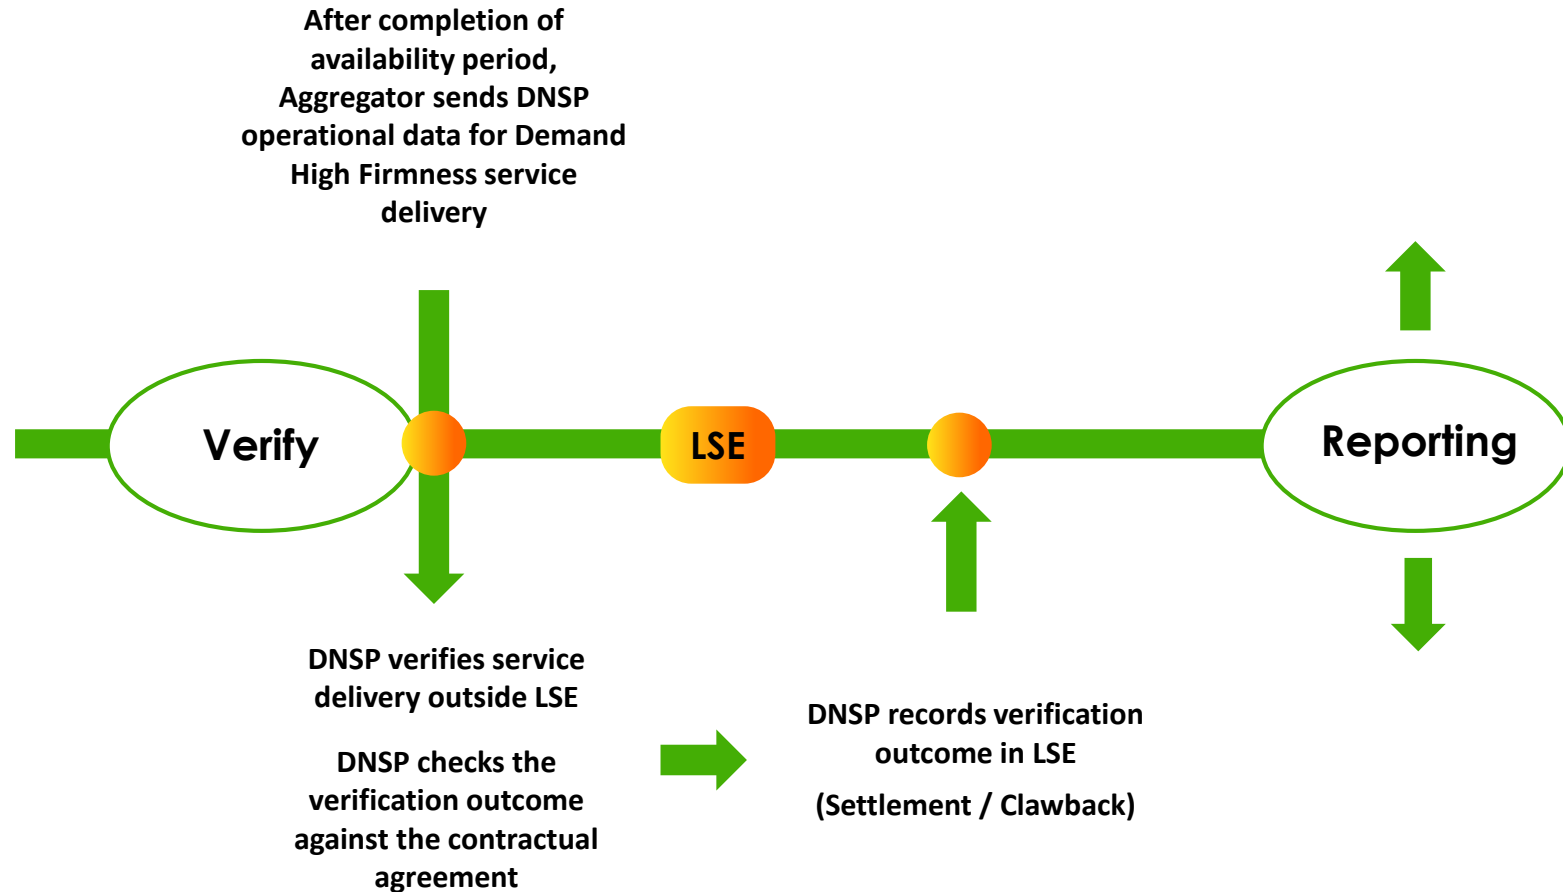 After completion of
availability period,
Aggregator sends DNSP
operational data for Demand
High Firmness service
delivery
Verify
LSE
Reporting
DNSP verifies service
delivery outside LSE
DNSP checks the
verification outcome
against the contractual
agreement
DNSP records verification
outcome in LSE
(Settlement / Clawback)